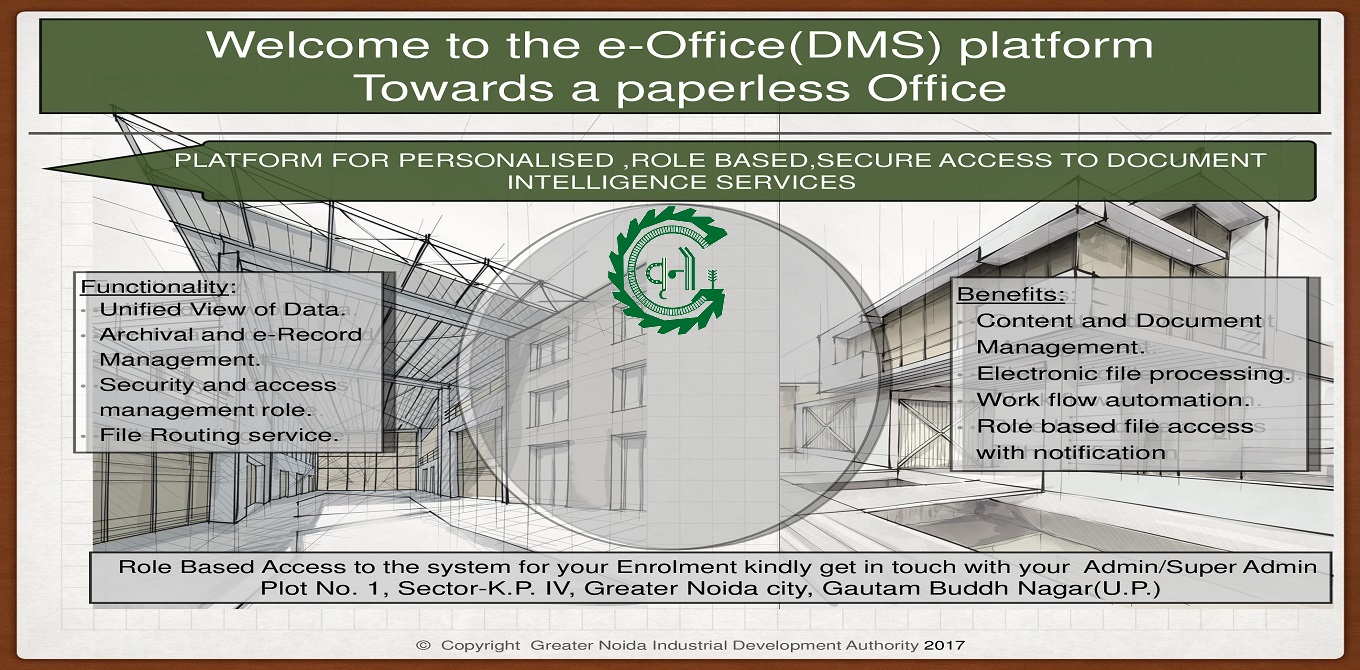 Welcome to the e-Office(DMS) platform
Towards a paperless Office
PLATFORM FOR PERSONALISED ,ROLE BASED,SECURE ACCESS TO DOCUMENT
INTELLIGENCE SERVICES
Functionality:
• Unified View of Data.
• Archival and e-Record
Management.
• Security and access
management role.
• File Routing service.
Benefits:
• Content and Document
Management.
• Electronic file processing.
• Work flow automation.
• Role based file access
with notification
Role Based Access to the system for your Enrolment kindly get in touch with your Admin/Super Admin
Plot No. 1, Sector-K.P. IV, Greater Noida city, Gautam Buddh Nagar(U.P.)
© Copyright Greater Noida Industrial Development Authority 2017